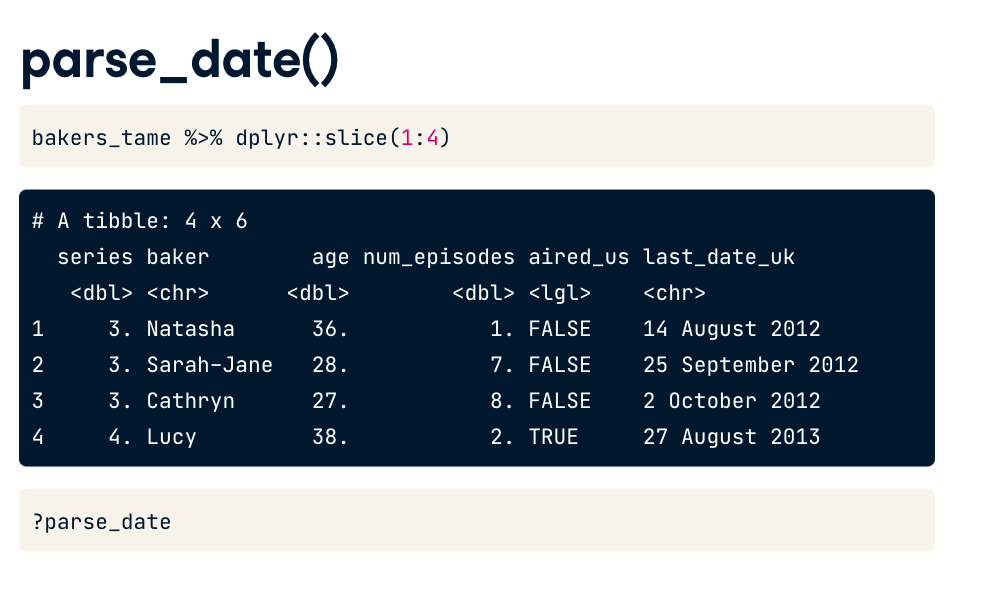 parse_date()
bakers_tame %>% dplyr::slice(1:4)
# A tibble: 4 x 6
  series baker        age num_episodes aired_us last_date_uk
   <dbl> <chr>      <dbl>        <dbl> <lgl>    <chr>
1     3. Natasha      36.           1. FALSE    14 August 2012
2     3. Sarah-Jane   28.           7. FALSE    25 September 2012
3     3. Cathryn      27.           8. FALSE    2 October 2012
4     4. Lucy         38.           2. TRUE     27 August 2013
?parse_date